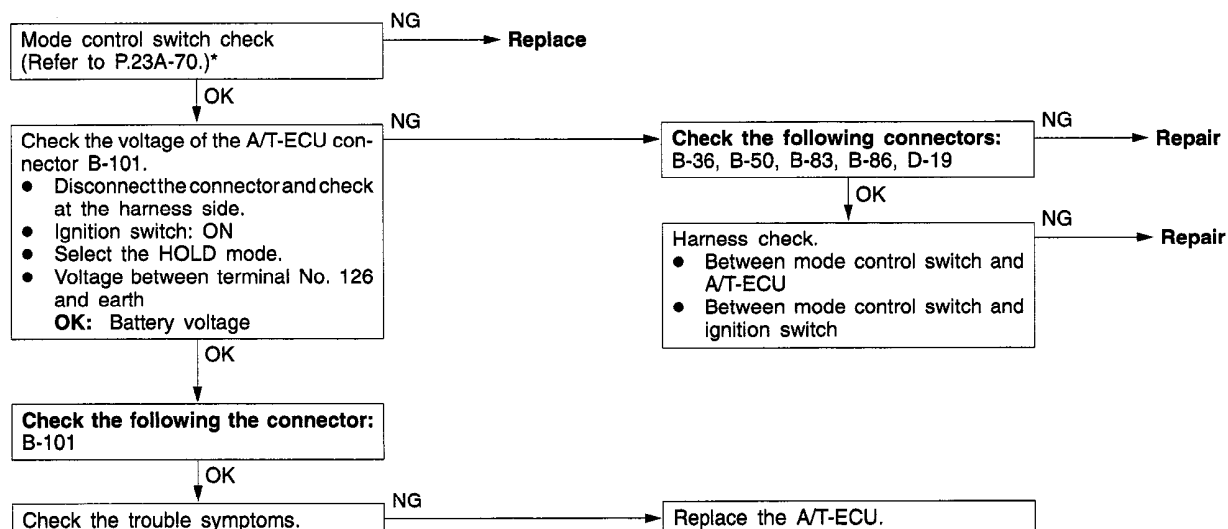 NG
Mode control switch check
(Refer to P.23A-70.)*
Replace
OK
Check the voltage of the A/T-ECU con-
nector B-101.
● Disconnect the connector and check
at the harness side.
● Ignition switch: ON
● Select the HOLD mode.
● Voltage between terminal No. 126
and earth
OK: Battery voltage
NG
Check the following connectors:
B-36, B-50, B-83, B-86, D-19
NG
Repair
OK
Harness check.
● Between mode control switch and
A/T-ECU
● Between mode control switch and
ignition switch
NG
Repair
OK
Check the following the connector:
B-101
OK
Check the trouble symptoms.
NG
Replace the A/T-ECU.